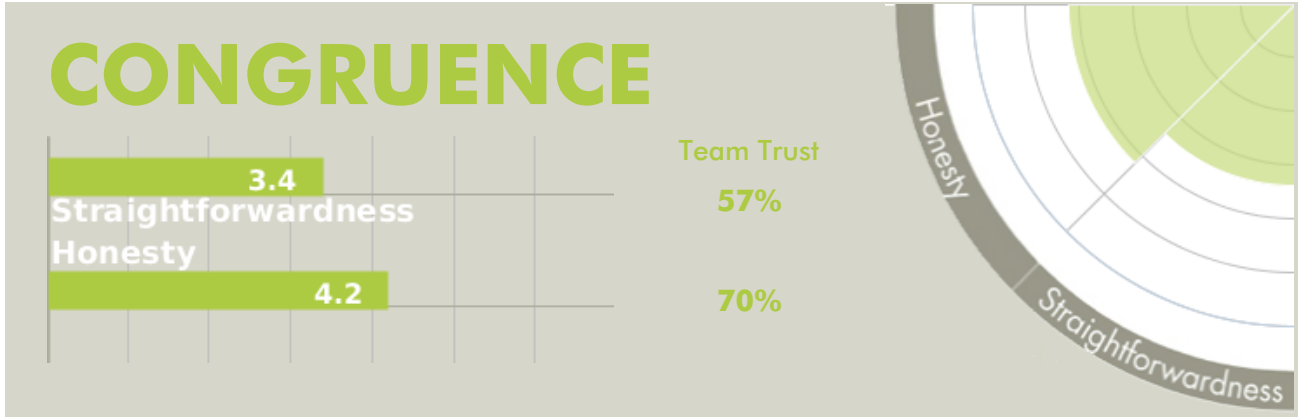 CONGRUENCE
Team Trust
3.4
57%
Straightforwardness
Honesty
4.2
70%
Honesty
Straightforwardness